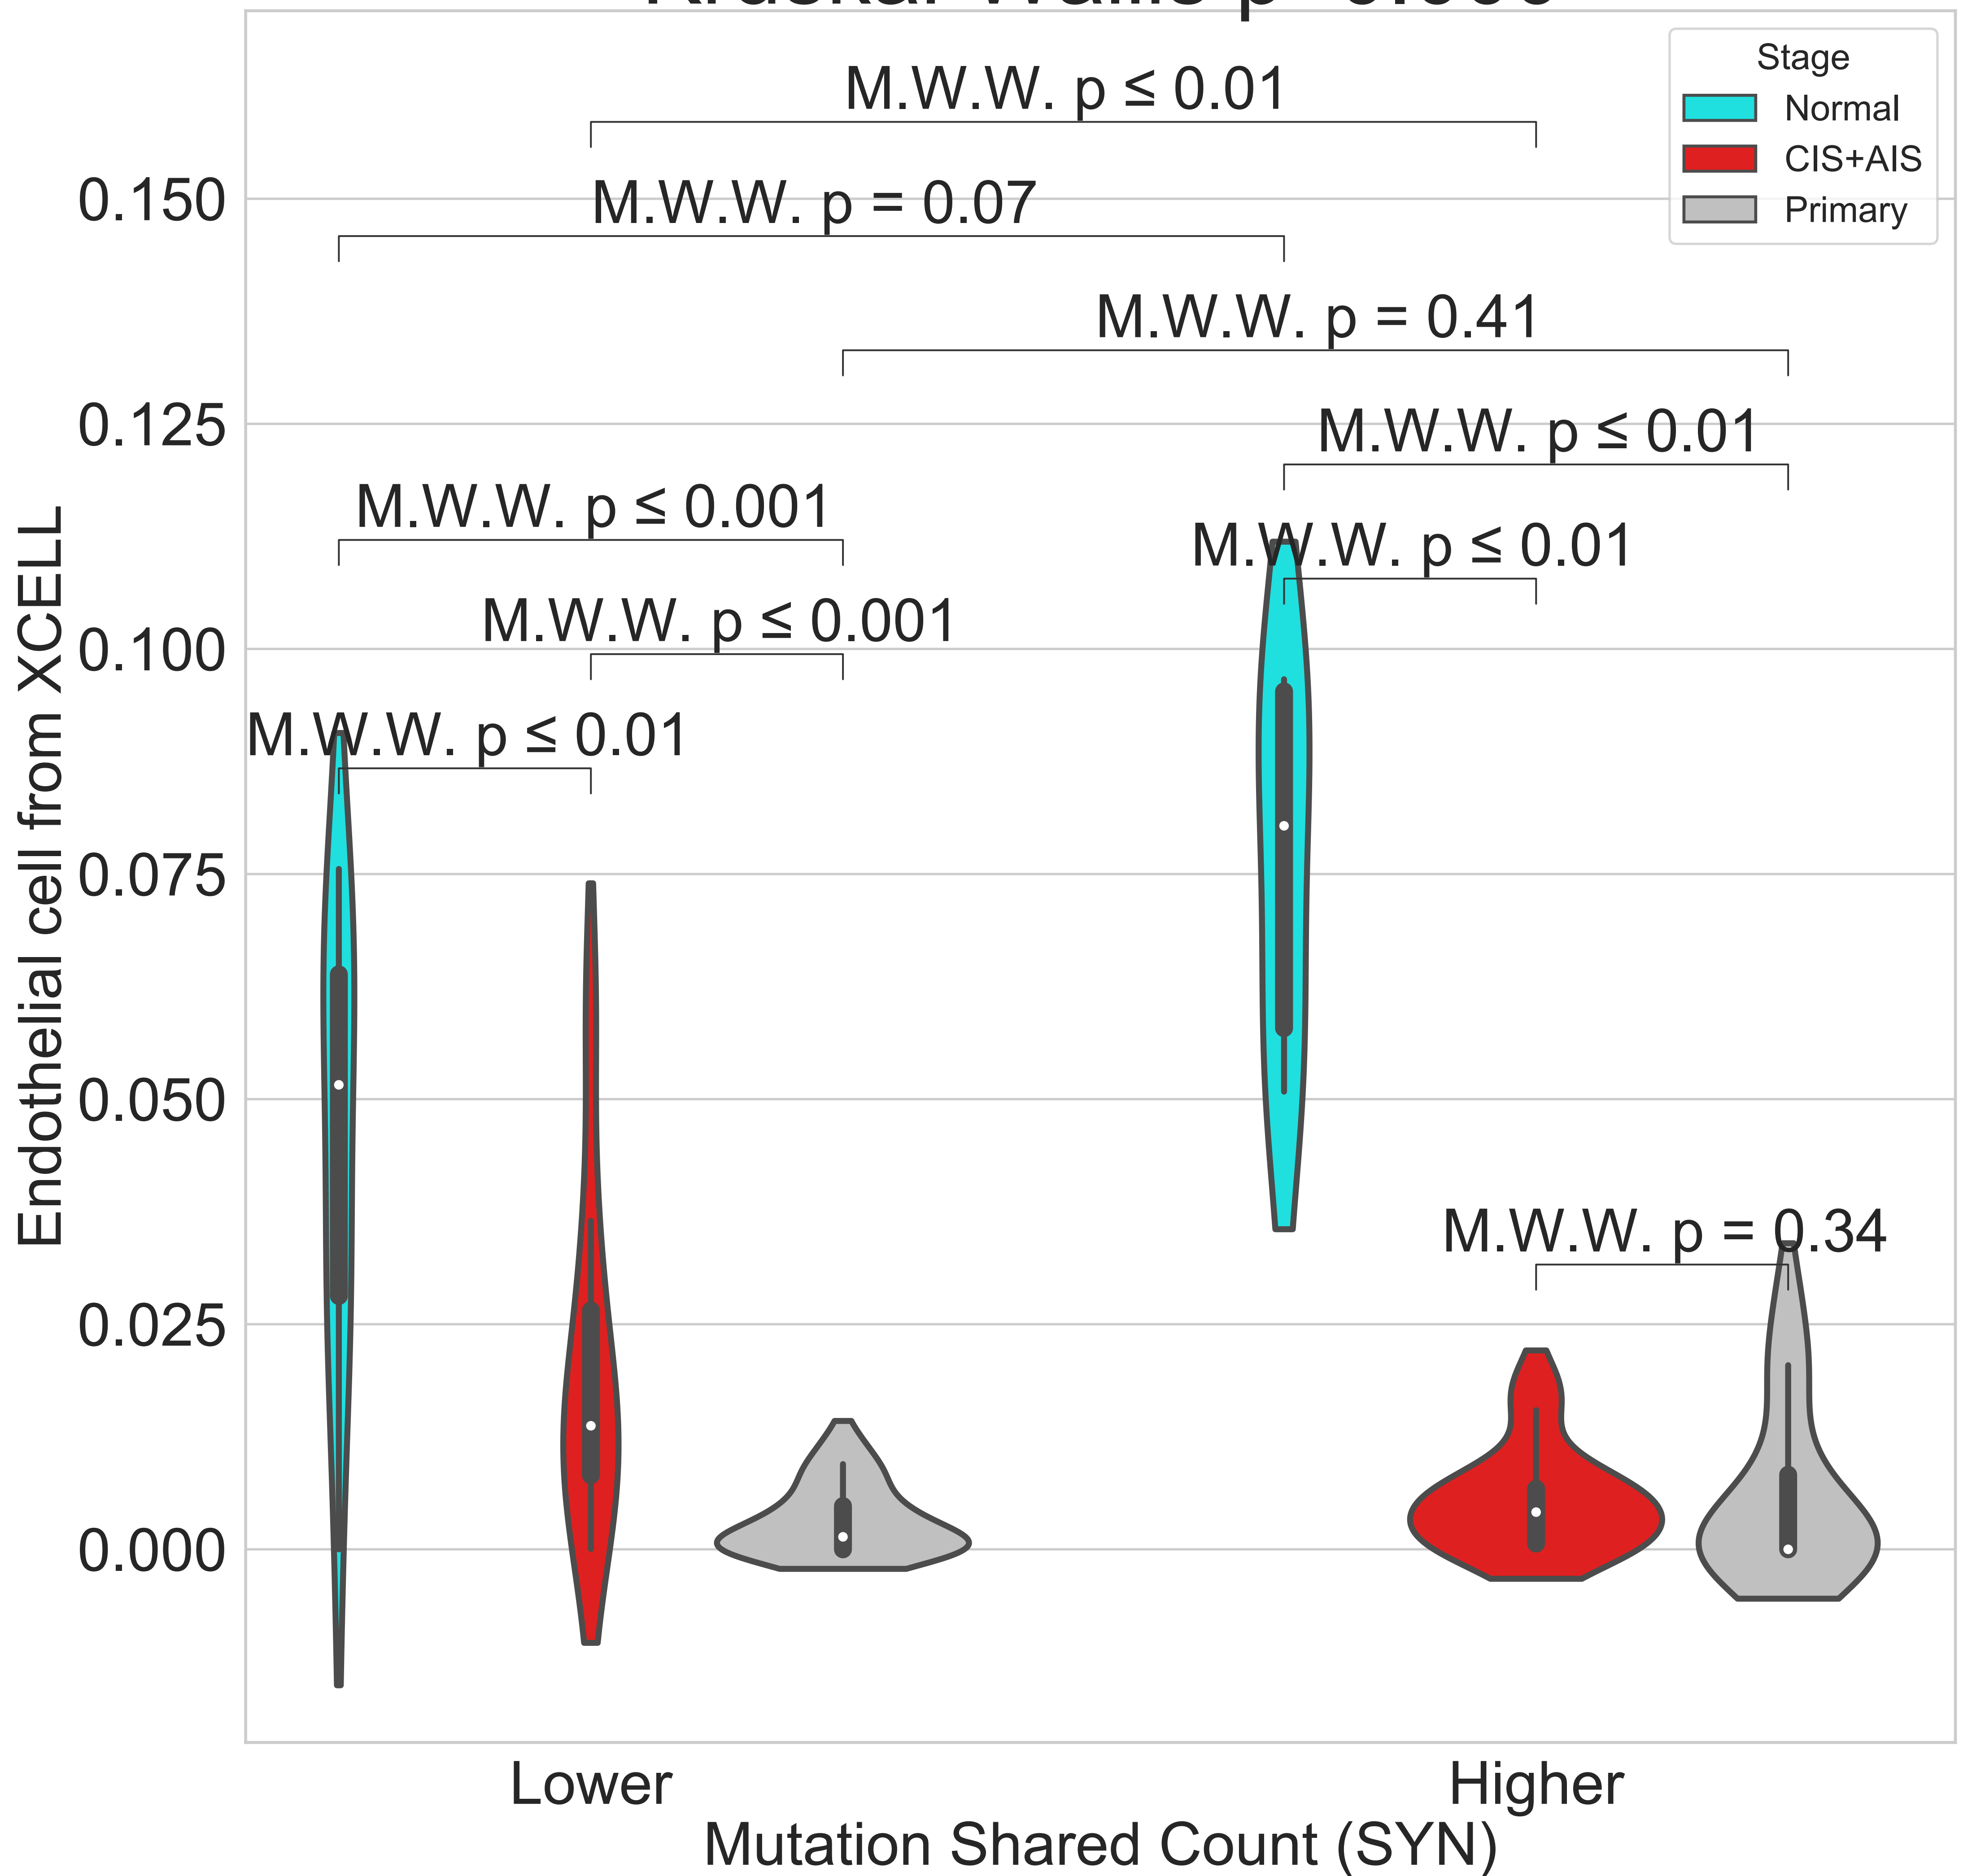 Stage
Normal
CIS+AIS
Primary
M.W.W. p ≤ 0.01
M.W.W. p = 0.07
M.W.W. p = 0.41
M.W.W. p ≤ 0.01
M.W.W. p ≤ 0.001
M.W.W. p ≤ 0.01
M.W.W. p ≤ 0.001
M.W.W. p ≤ 0.01
M.W.W. p = 0.34
0.150
0.125
0.100
0.075
0.050
0.025
0.000
Endothelial cell from XCELL
Lower
Higher
Mutation Shared Count (SYN)